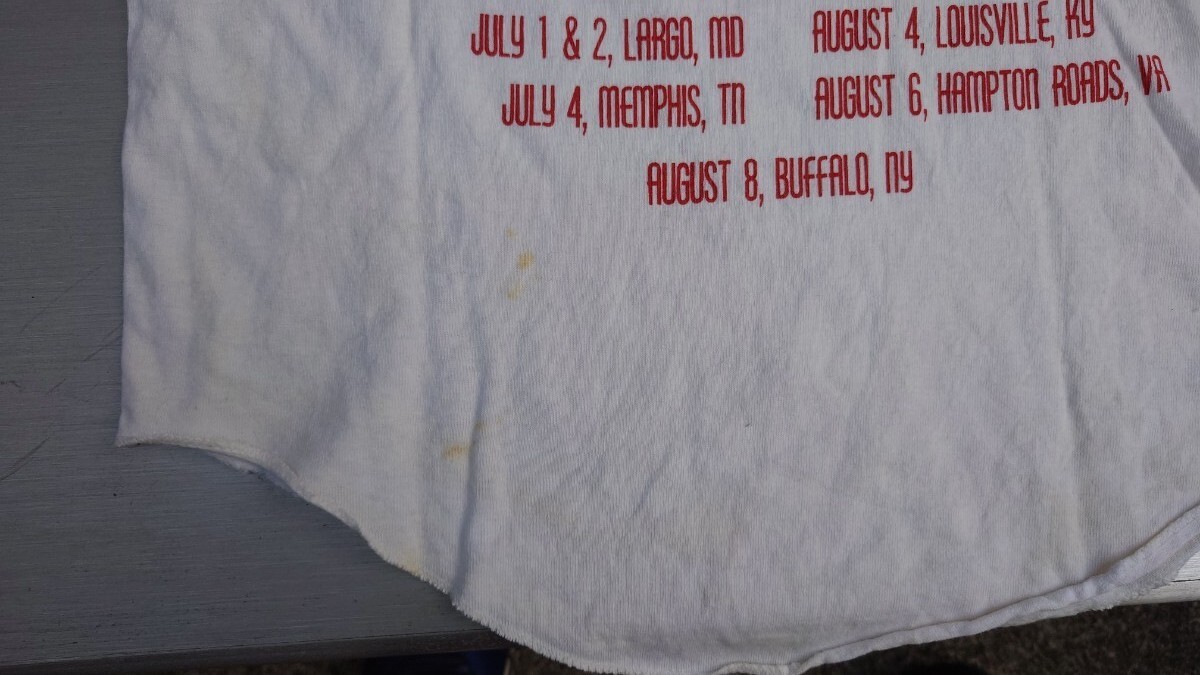 JULY 1 & 2, LARGO, MD AUGUST 4, LOUISVILLE, KY
JULY 4, MEMPHIS, TN AUGUST 6, HAMPTON ROADS, VA
AUGUST 8, BUFFALO, NY